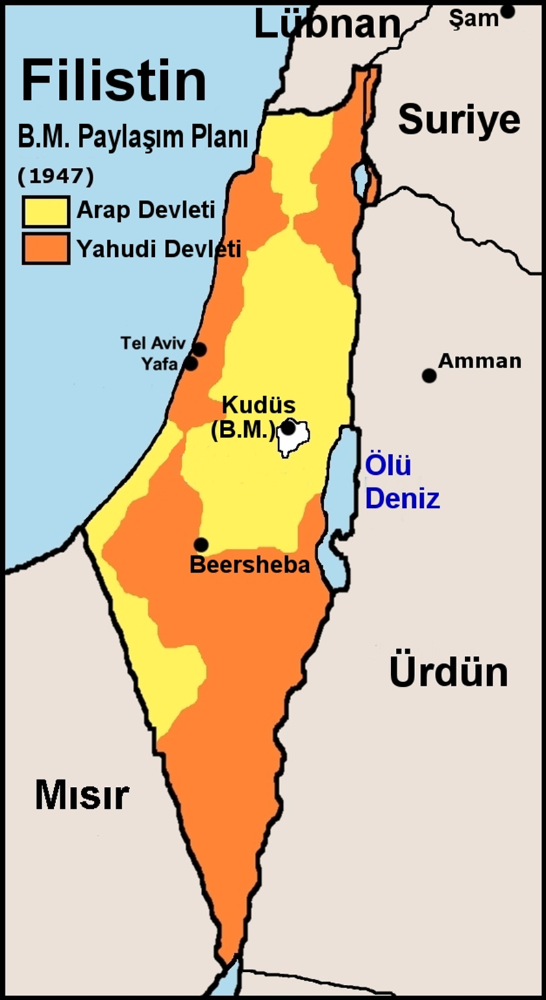 Lübnan
Şam
Filistin
B.M. Paylaşım Planı
(1947)
Suriye
Arap Devleti
Yahudi Devleti
Tel Aviv
Yafa
Amman
Kudüs
(B.M.)
Ölü
Deniz
Beersheba
Ürdün
Mısır